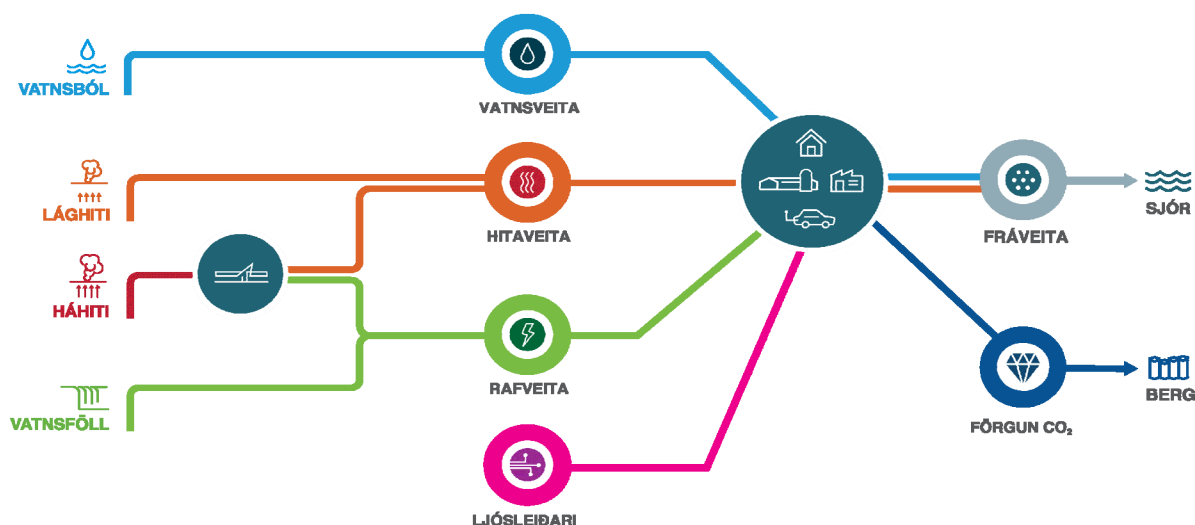 VATNSBÓL
VATNSVEITA
LÁGHITI
HITAVEITA
HÁHITI
RAFVEITA
VATNSFÖLL
LJÓSLEIÐARI
FRÁVEITA
SJÓR
FÖRGUN CO₂
BERG